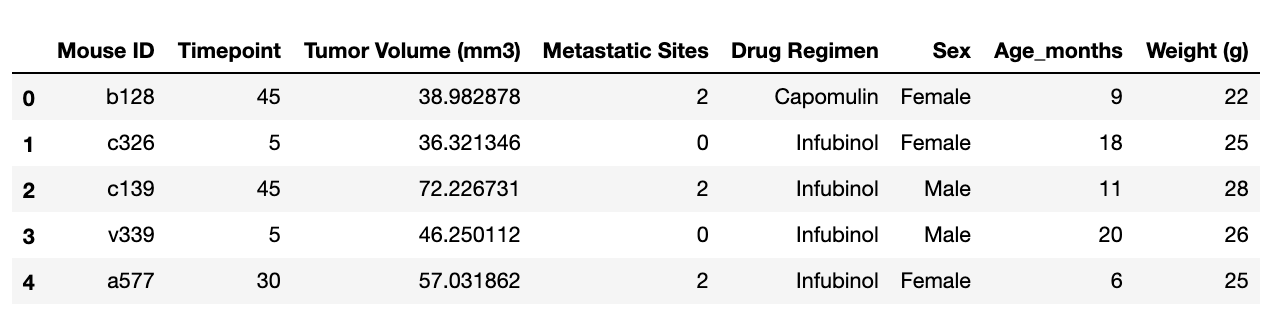 Mouse ID Timepoint Tumor Volume (mm3) Metastatic Sites Drug Regimen Sex Age_months Weight (g)
0 b128 45 38.982878 2 Capomulin Female 9 22
1 c326 5 36.321346 0 Infubinol Female 18 25
2 c139 45 72.226731 2 Infubinol Male 11 28
3 v339 5 46.250112 0 Infubinol Male 20 26
4 a577 30 57.031862 2 Infubinol Female 6 25